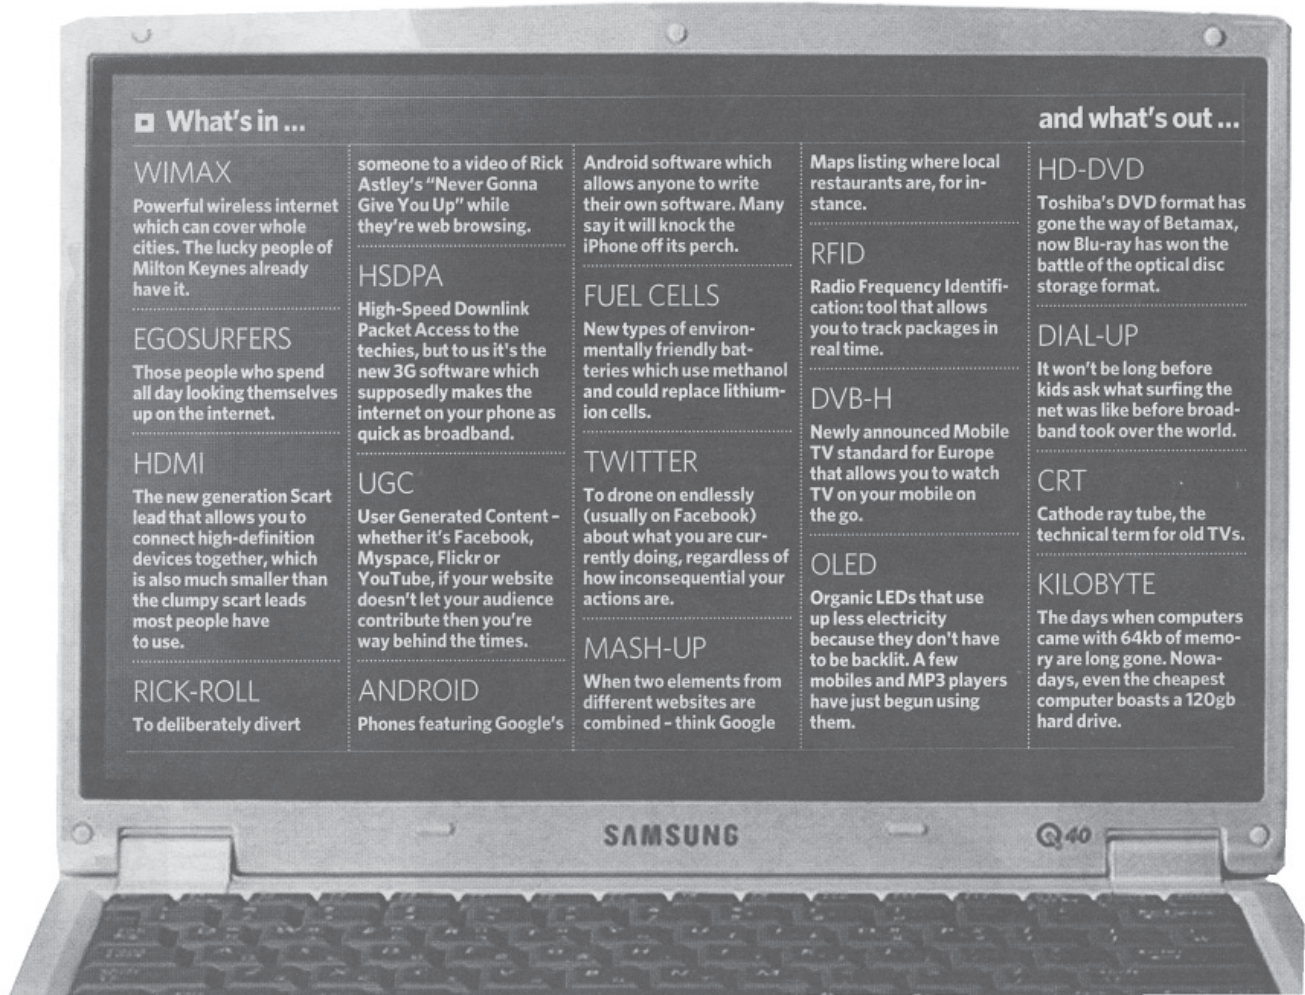 What's in ...
and what's out ...
WIMAX
Powerful wireless internet
which can cover whole
cities. The lucky people of
Milton Keynes already
have it.
EGOSURFERS
Those people who spend
all day looking themselves
up on the internet.
HDMI
The new generation Scart
lead that allows you to
connect high-definition
devices together, which
is also much smaller than
the clumpy scart leads
most people have
to use.
RICK-ROLL
To deliberately divert
someone to a video of Rick
Astley's "Never Gonna
Give You Up" while
they're web browsing.
HSDPA
High-Speed Downlink
Packet Access to the
techies, but to us it's the
new 3G software which
supposedly makes the
internet on your phone as
quick as broadband.
UGC
User Generated Content –
whether it's Facebook,
Myspace, Flickr or
YouTube, if your website
doesn't let your audience
contribute then you're
way behind the times.
ANDROID
Phones featuring Google's
Android software which
allows anyone to write
their own software. Many
say it will knock the
iPhone off its perch.
FUEL CELLS
New types of environ-
mentally friendly bat-
teries which use methanol
and could replace lithium-
ion cells.
TWITTER
To drone on endlessly
(usually on Facebook)
about what you are cur-
rently doing, regardless of
how inconsequential your
actions are.
MASH-UP
When two elements from
different websites are
combined – think Google
Maps listing where local
restaurants are, for in-
stance.
RFID
Radio Frequency Identifi-
cation: tool that allows
you to track packages in
real time.
DVB-H
Newly announced Mobile
TV standard for Europe
that allows you to watch
TV on your mobile on
the go.
OLED
Organic LEDs that use
up less electricity
because they don't have
to be backlit. A few
mobiles and MP3 players
have just begun using
them.
HD-DVD
Toshiba's DVD format has
gone the way of Betamax,
now Blu-ray has won the
battle of the optical disc
storage format.
DIAL-UP
It won't be long before
kids ask what surfing the
net was like before broad-
band took over the world.
CRT
Cathode ray tube, the
technical term for old TVs.
KILOBYTE
The days when computers
came with 64kb of memo-
ry are long gone. Nowa-
days, even the cheapest
computer boasts a 120gb
hard drive.
SAMSUNG
Q40